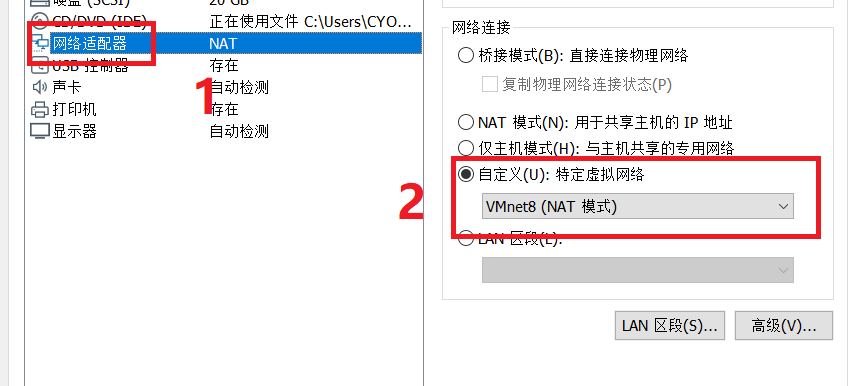 硬盘 (SCSI) 20 GB
CD/DVD (IDE) 正在使用文件 C:\Users\CYO...
网络适配器 NAT
USB 控制器 存在
声卡 自动检测
打印机 存在
显示器 自动检测
1
网络连接
桥接模式(B): 直接连接物理网络
复制物理网络连接状态(P)
NAT 模式(N): 用于共享主机的 IP 地址
仅主机模式(H): 与主机共享的专用网络
自定义(U): 特定虚拟网络
2
VMnet8 (NAT 模式)
LAN 区段(L):
LAN 区段(S)...
高级(V)...